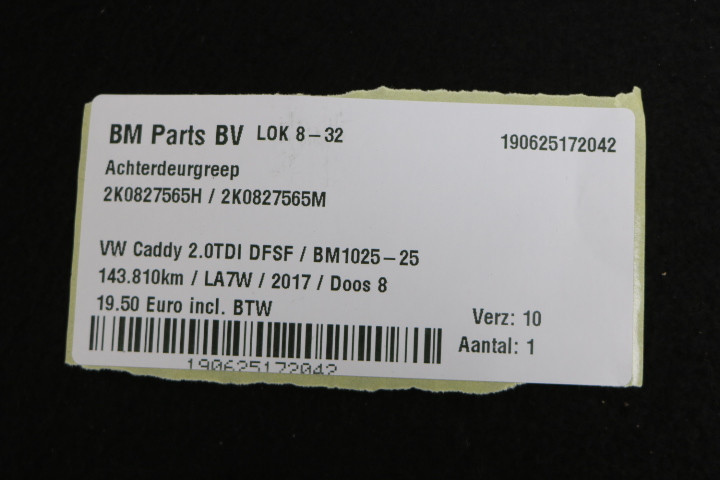 BM Parts BV LOK 8-32 190625172042
Achterdeurgreep
2K0827565H / 2K0827565M
VW Caddy 2.0TDI DFSF / BM1025-25
143.810km / LA7W / 2017 / Doos 8
19.50 Euro incl. BTW
Verz: 10
Aantal: 1
190625172042